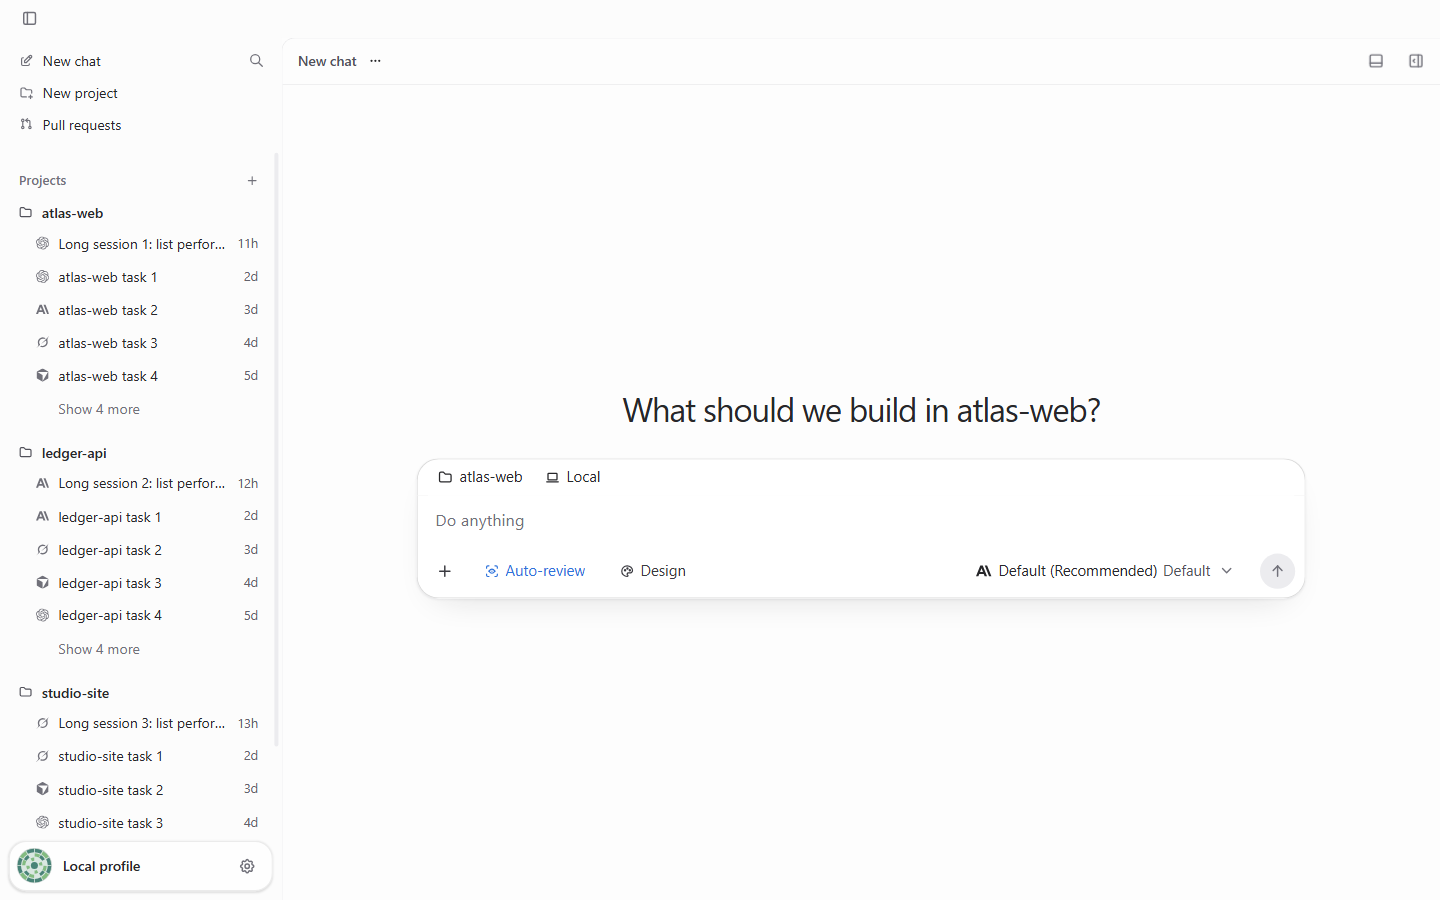 New chat
New project
Pull requests
Projects
atlas-web
Long session 1: list perfor... 11h
atlas-web task 1 2d
atlas-web task 2 3d
atlas-web task 3 4d
atlas-web task 4 5d
Show 4 more
ledger-api
Long session 2: list perfor... 12h
ledger-api task 1 2d
ledger-api task 2 3d
ledger-api task 3 4d
ledger-api task 4 5d
Show 4 more
studio-site
Long session 3: list perfor... 13h
studio-site task 1 2d
studio-site task 2 3d
studio-site task 3 4d
Local profile
New chat
What should we build in atlas-web?
atlas-web Local
Do anything
Auto-review Design Default (Recommended) Default